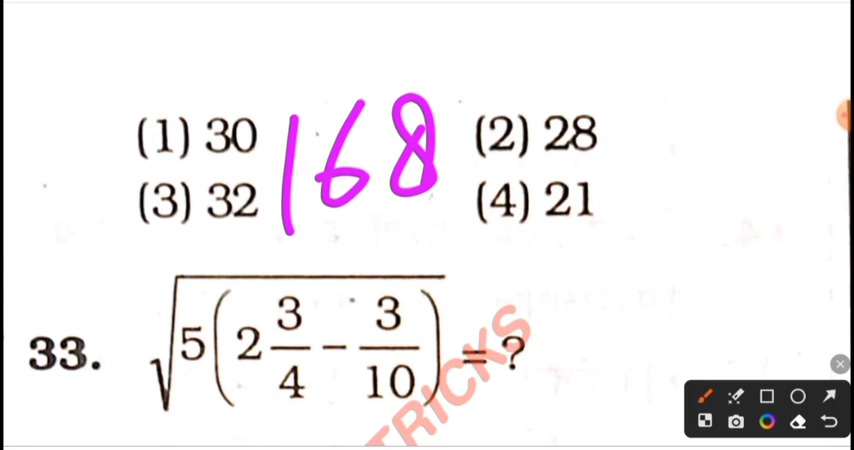 (1) 30 168 (2) 28
(3) 32 (4) 21
33. √5(2 3/4 − 3/10) = ?
TRICKS